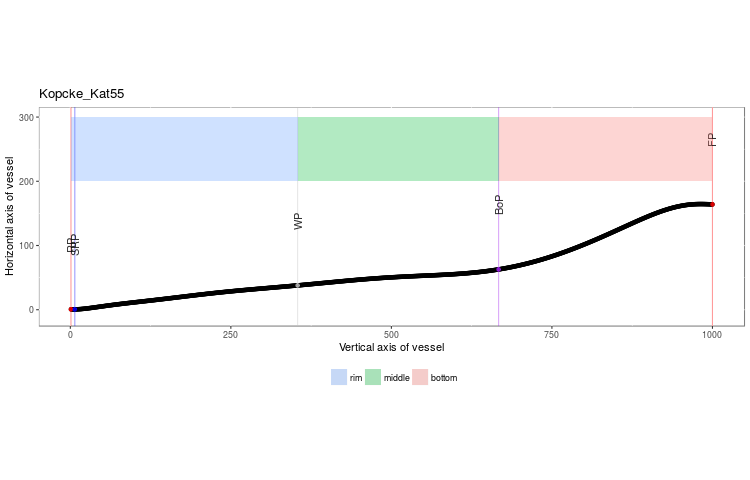 Kopcke_Kat55
Horizontal axis of vessel
300
200
100
0
SRP
WP
BoP
FP
0
250
500
750
1000
Vertical axis of vessel
rim
middle
bottom